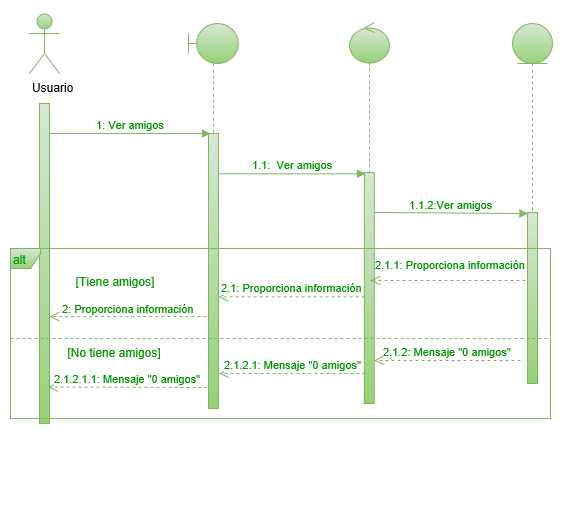 Usuario
1: Ver amigos
1.1: Ver amigos
1.1.2:Ver amigos
alt
2.1.1: Proporciona información
[Tiene amigos]
2.1: Proporciona información
2: Proporciona información
[No tiene amigos]
2.1.2: Mensaje "0 amigos"
2.1.2.1: Mensaje "0 amigos"
2.1.2.1.1: Mensaje "0 amigos"